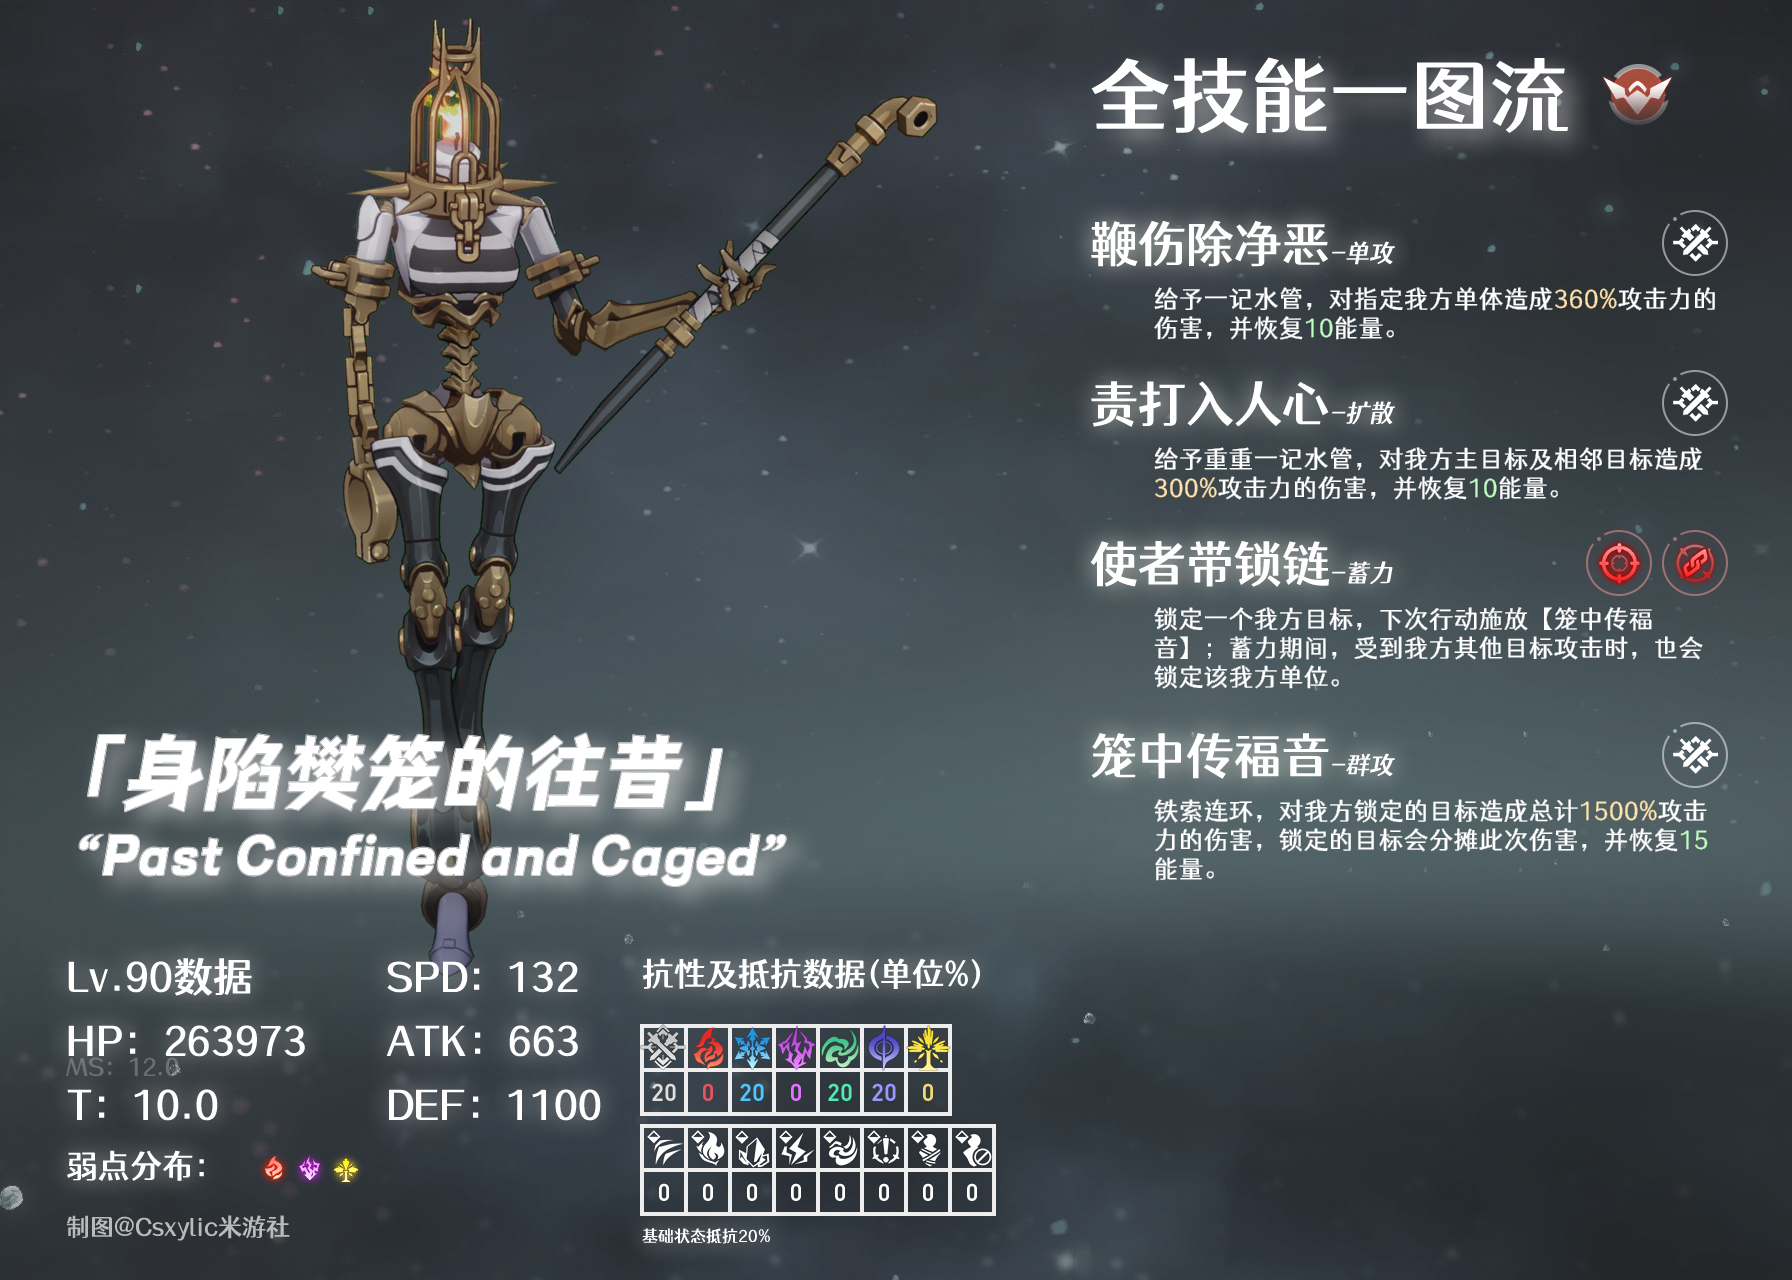 全技能一图流
鞭伤除净恶-单攻
给予一记水管，对指定我方单体造成360%攻击力的
伤害，并恢复10能量。
责打入人心-扩散
给予重重一记水管，对我方主目标及相邻目标造成
300%攻击力的伤害，并恢复10能量。
使者带锁链-蓄力
锁定一个我方目标，下次行动施放【笼中传福
音】；蓄力期间，受到我方其他目标攻击时，也会
锁定该我方单位。
笼中传福音-群攻
铁索连环，对我方锁定的目标造成总计1500%攻击
力的伤害，锁定的目标会分摊此次伤害，并恢复15
能量。
「身陷樊笼的往昔」
“Past Confined and Caged”
Lv.90数据
SPD：132
HP：263973
ATK：663
MS：12.0
T：10.0
DEF：1100
弱点分布：
制图@Csxylic米游社
抗性及抵抗数据(单位%)
20 0 20 0 20 20 0
0 0 0 0 0 0 0 0
基础状态抵抗20%